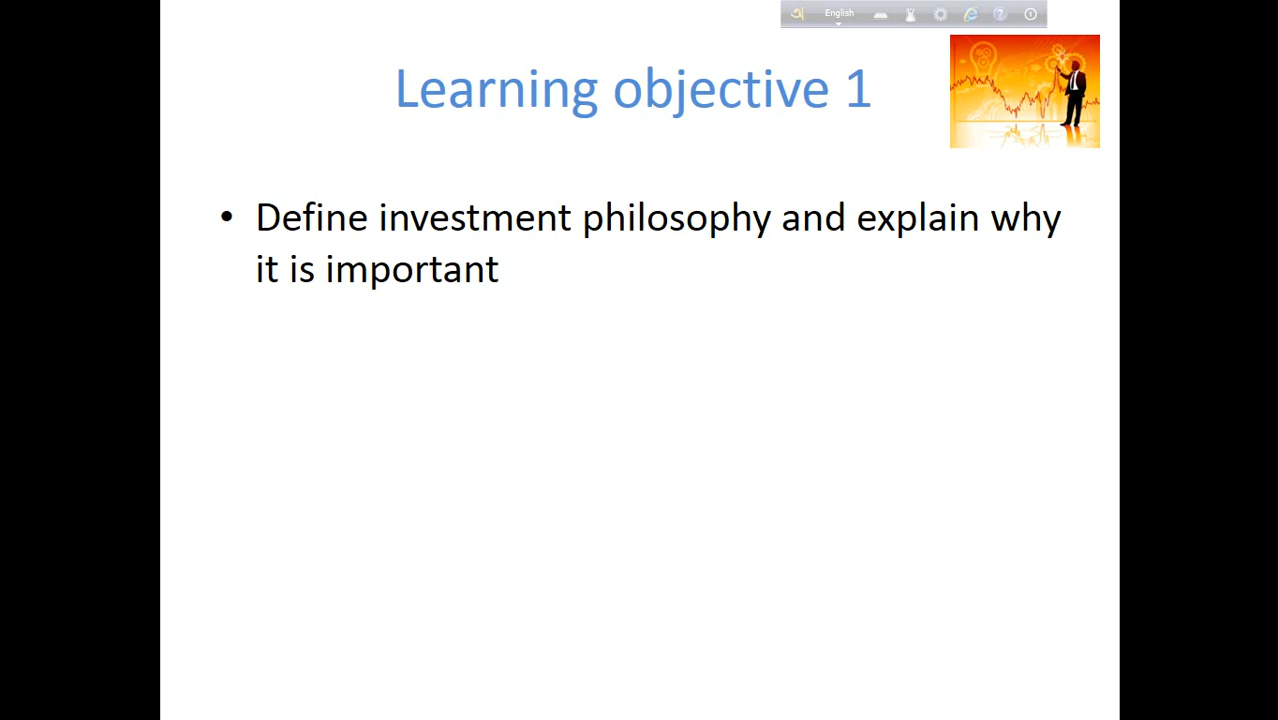 English
Learning objective 1
• Define investment philosophy and explain why
it is important